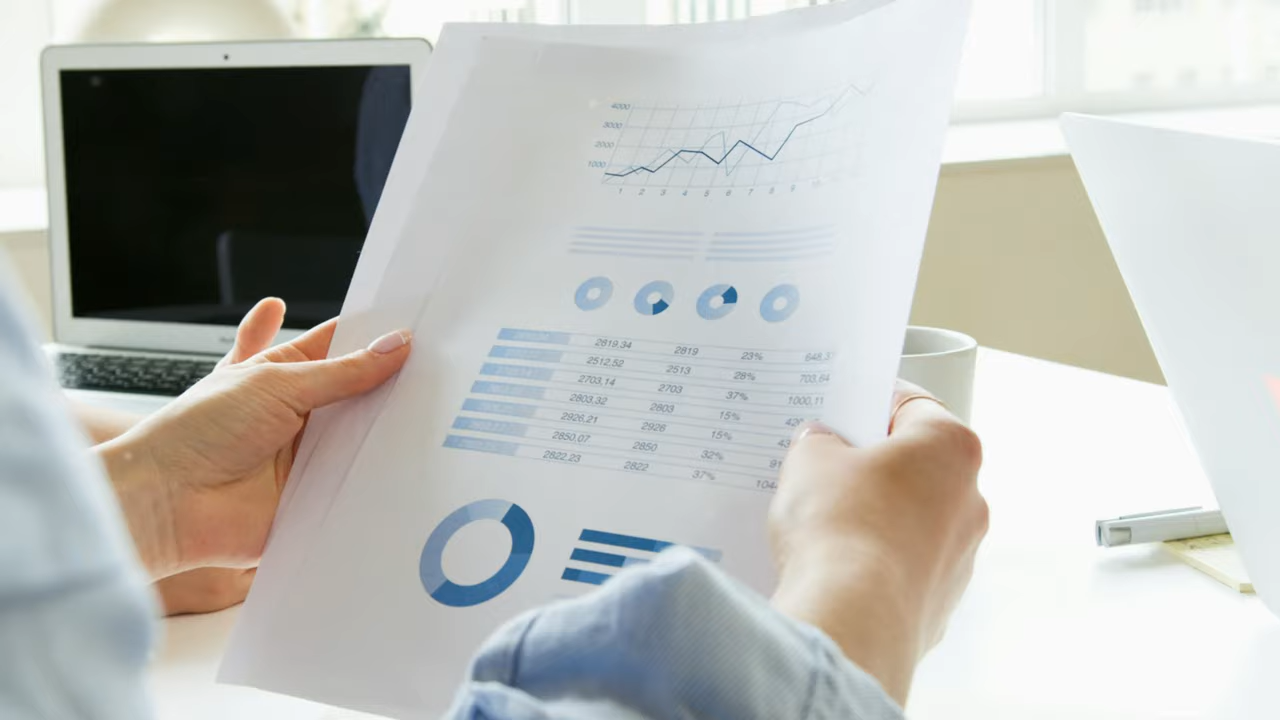 4000
3000
2000
1000
1 2 3 4 5 6 7 8 9 10
2819,34 2819 23%
2512,52 2513 28% 703,64
2703,14 2703 37% 1000,11
2803,32 2803 15%
2926,21 2926 15%
2850,07 2850 32%
2822,23 2822 37%